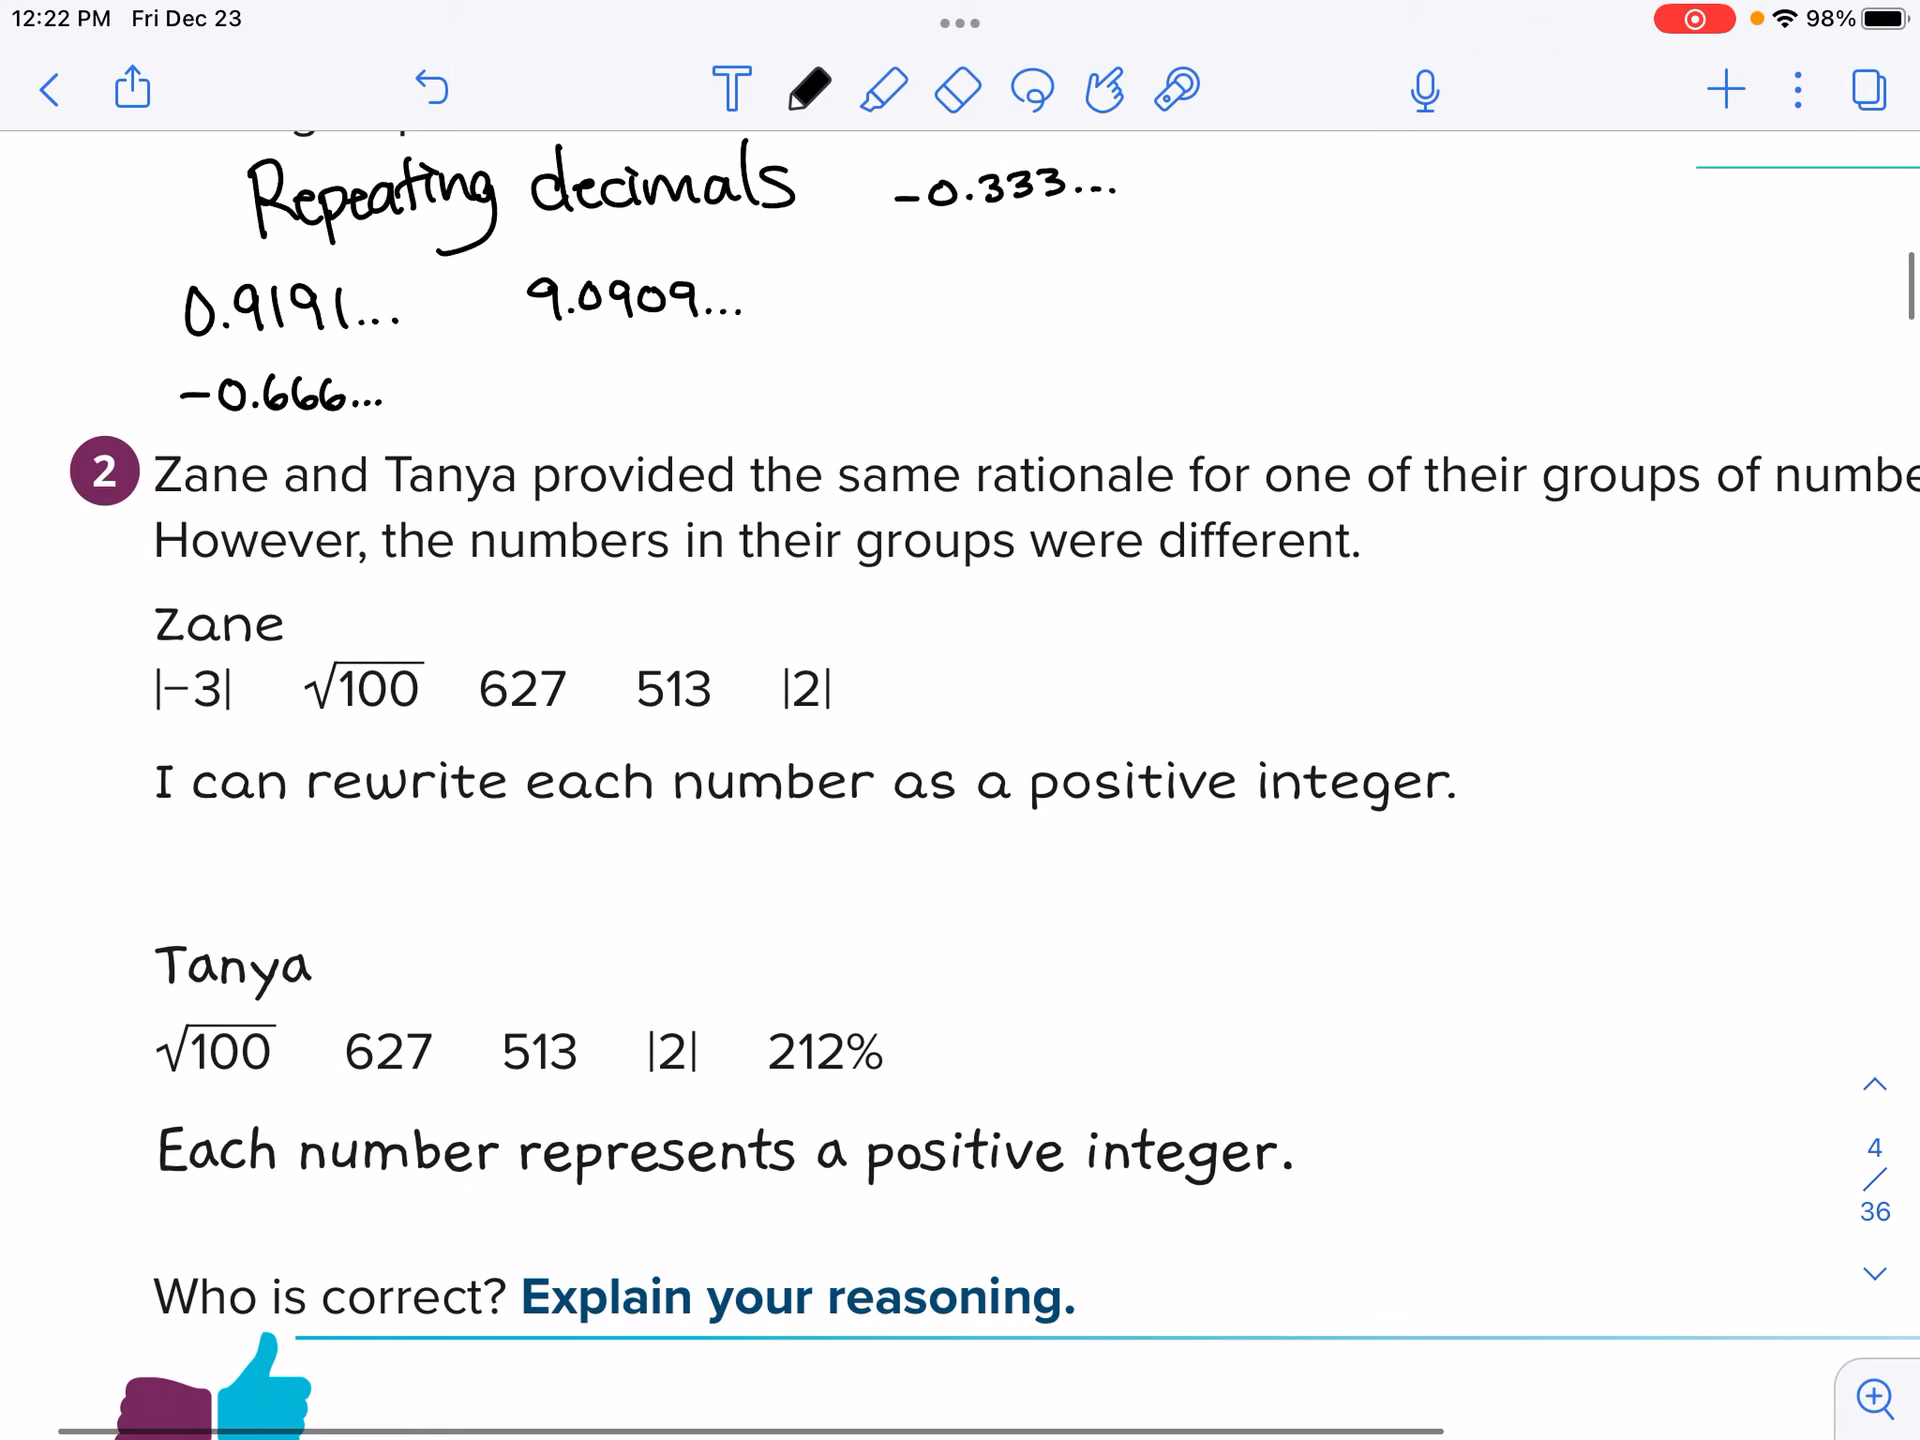 12:22 PM Fri Dec 23
98%
Repeating decimals -0.333...
0.9191... 9.0909...
-0.666...
2 Zane and Tanya provided the same rationale for one of their groups of numbe
However, the numbers in their groups were different.
Zane
|−3| √100 627 513 |2|
I can rewrite each number as a positive integer.
Tanya
√100 627 513 |2| 212%
Each number represents a positive integer.
4
/
36
Who is correct? Explain your reasoning.